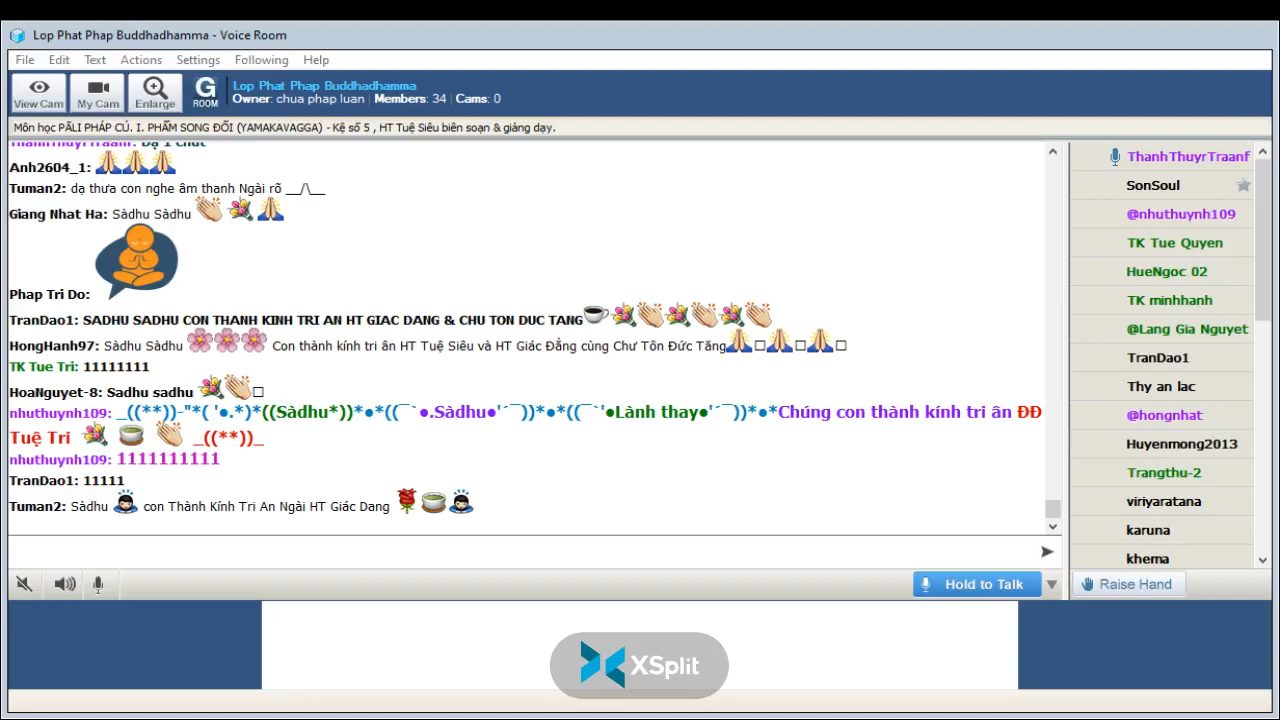 Lop Phat Phap Buddhadhamma - Voice Room
File Edit Text Actions Settings Following Help
View Cam My Cam Enlarge G ROOM
Lop Phat Phap Buddhadhamma
Owner: chua phap luan | Members: 34 | Cams: 0
Môn học PĀLI PHÁP CÚ. I. PHẨM SONG ĐỐI (YAMAKAVAGGA) - Kệ số 5 , HT Tuệ Siêu biên soạn & giảng dạy.
ThanhThuyrTraanf: Dạ 1 chút
Anh2604_1:
Tuman2: dạ thưa con nghe âm thanh Ngài rõ __/\__
Giang Nhat Ha: Sàdhu Sàdhu
Phap Tri Do:
TranDao1: SADHU SADHU CON THANH KINH TRI AN HT GIAC DANG & CHU TON DUC TANG
HongHanh97: Sàdhu Sàdhu Con thành kính tri ân HT Tuệ Siêu và HT Giác Đẳng cùng Chư Tôn Đức Tăng
TK Tue Tri: 11111111
HoaNguyet-8: Sadhu sadhu
nhuthuynh109: _((**))-"*( '●.*)*((Sàdhu*))*●*((¯`●.Sàdhu●'´¯))*●*((¯`'●Lành thay●'´¯))*●*Chúng con thành kính tri ân ĐĐ
Tuệ Tri _((**))_
nhuthuynh109: 1111111111
TranDao1: 11111
Tuman2: Sàdhu con Thành Kính Tri An Ngài HT Giác Dang
Hold to Talk
ThanhThuyrTraanf
SonSoul
@nhuthuynh109
TK Tue Quyen
HueNgoc 02
TK minhhanh
@Lang Gia Nguyet
TranDao1
Thy an lac
@hongnhat
Huyenmong2013
Trangthu-2
viriyaratana
karuna
khema
Raise Hand
XSplit